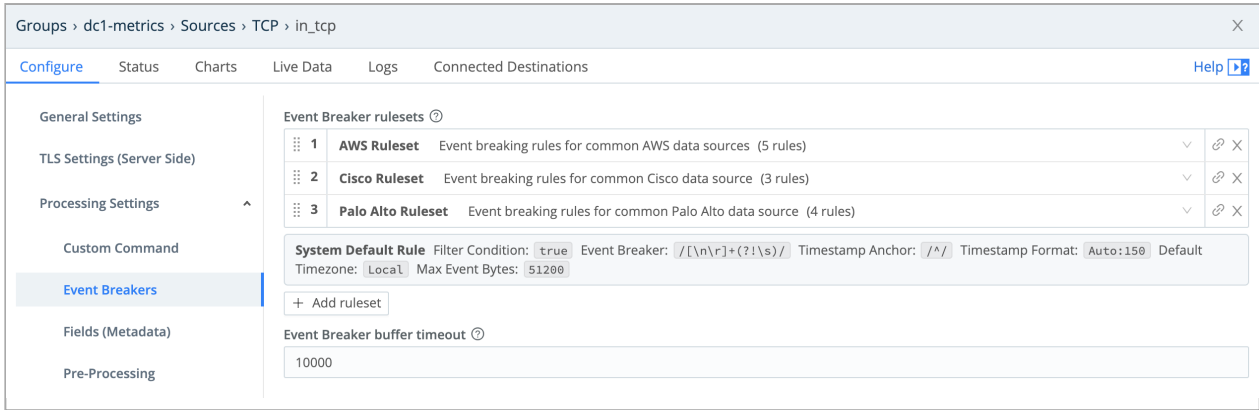 Groups › dc1-metrics › Sources › TCP › in_tcp X
Configure Status Charts Live Data Logs Connected Destinations Help
General Settings
TLS Settings (Server Side)
Processing Settings
Custom Command
Event Breakers
Fields (Metadata)
Pre-Processing
Event Breaker rulesets ?
1 AWS Ruleset Event breaking rules for common AWS data sources (5 rules)
2 Cisco Ruleset Event breaking rules for common Cisco data source (3 rules)
3 Palo Alto Ruleset Event breaking rules for common Palo Alto data source (4 rules)
System Default Rule Filter Condition: true Event Breaker: /[\n\r]+(?!\s)/ Timestamp Anchor: /^/ Timestamp Format: Auto:150 Default
Timezone: Local Max Event Bytes: 51200
+ Add ruleset
Event Breaker buffer timeout ?
10000